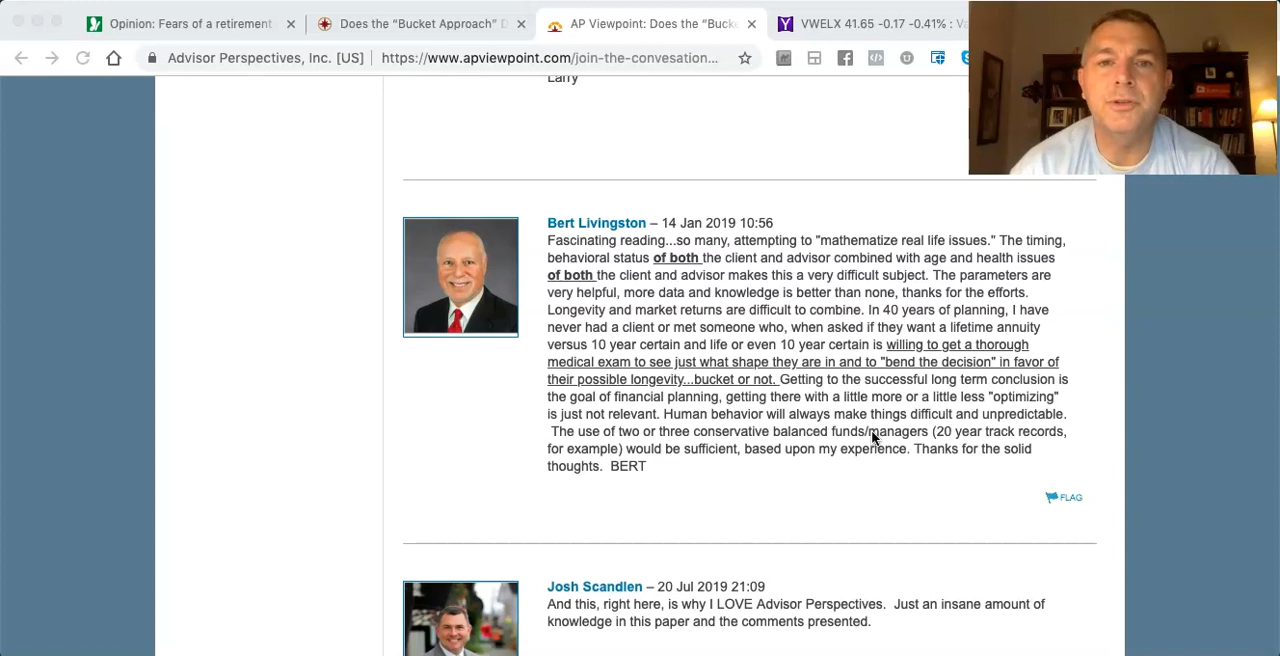 Opinion: Fears of a retirement
Does the “Bucket Approach” D
AP Viewpoint: Does the “Bucke
VWELX 41.65 -0.17 -0.41% : Va
Advisor Perspectives, Inc. [US]
https://www.apviewpoint.com/join-the-convesation...
Larry
Bert Livingston – 14 Jan 2019 10:56
Fascinating reading...so many, attempting to "mathematize real life issues." The timing,
behavioral status of both the client and advisor combined with age and health issues
of both the client and advisor makes this a very difficult subject. The parameters are
very helpful, more data and knowledge is better than none, thanks for the efforts.
Longevity and market returns are difficult to combine. In 40 years of planning, I have
never had a client or met someone who, when asked if they want a lifetime annuity
versus 10 year certain and life or even 10 year certain is willing to get a thorough
medical exam to see just what shape they are in and to "bend the decision" in favor of
their possible longevity...bucket or not. Getting to the successful long term conclusion is
the goal of financial planning, getting there with a little more or a little less "optimizing"
is just not relevant. Human behavior will always make things difficult and unpredictable.
The use of two or three conservative balanced funds/managers (20 year track records,
for example) would be sufficient, based upon my experience. Thanks for the solid
thoughts.  BERT
FLAG
Josh Scandlen – 20 Jul 2019 21:09
And this, right here, is why I LOVE Advisor Perspectives.  Just an insane amount of
knowledge in this paper and the comments presented.